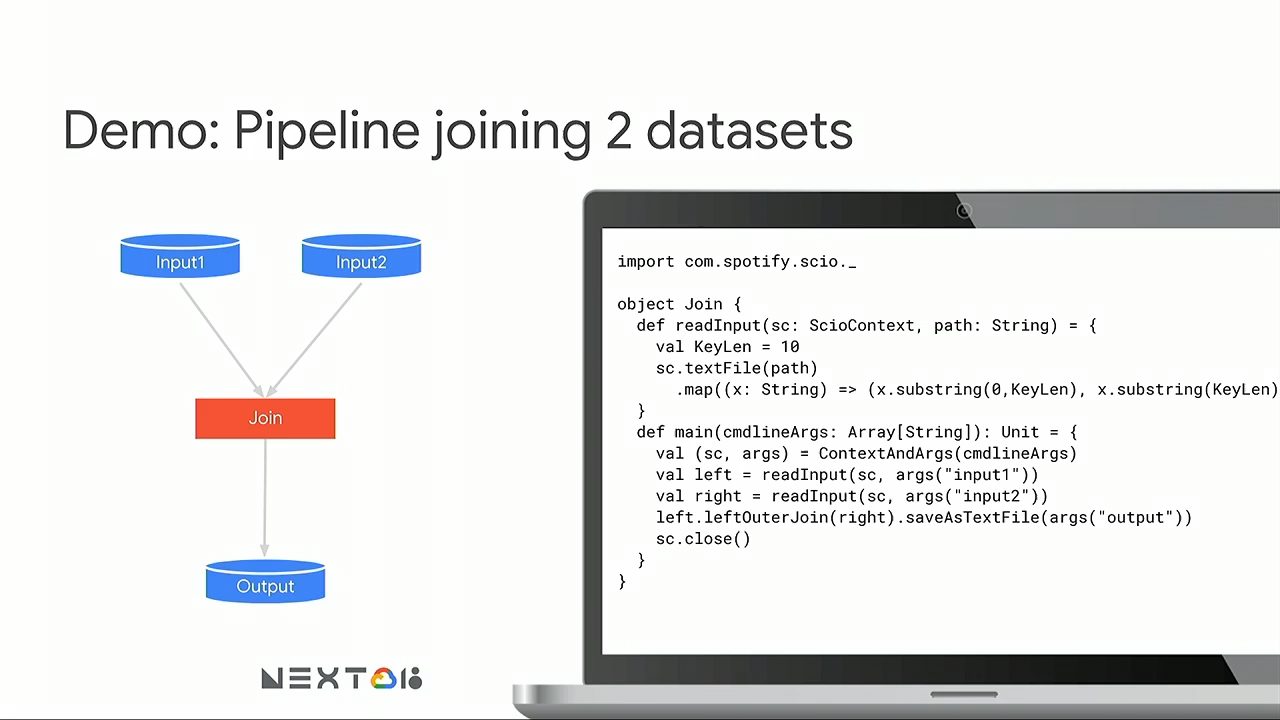 Demo: Pipeline joining 2 datasets
Input1
Input2
Join
Output
import com.spotify.scio._
object Join {
  def readInput(sc: ScioContext, path: String) = {
    val KeyLen = 10
    sc.textFile(path)
      .map((x: String) => (x.substring(0,KeyLen), x.substring(KeyLen)
  }
  def main(cmdlineArgs: Array[String]): Unit = {
    val (sc, args) = ContextAndArgs(cmdlineArgs)
    val left = readInput(sc, args("input1"))
    val right = readInput(sc, args("input2"))
    left.leftOuterJoin(right).saveAsTextFile(args("output"))
    sc.close()
  }
}
NEXT 18